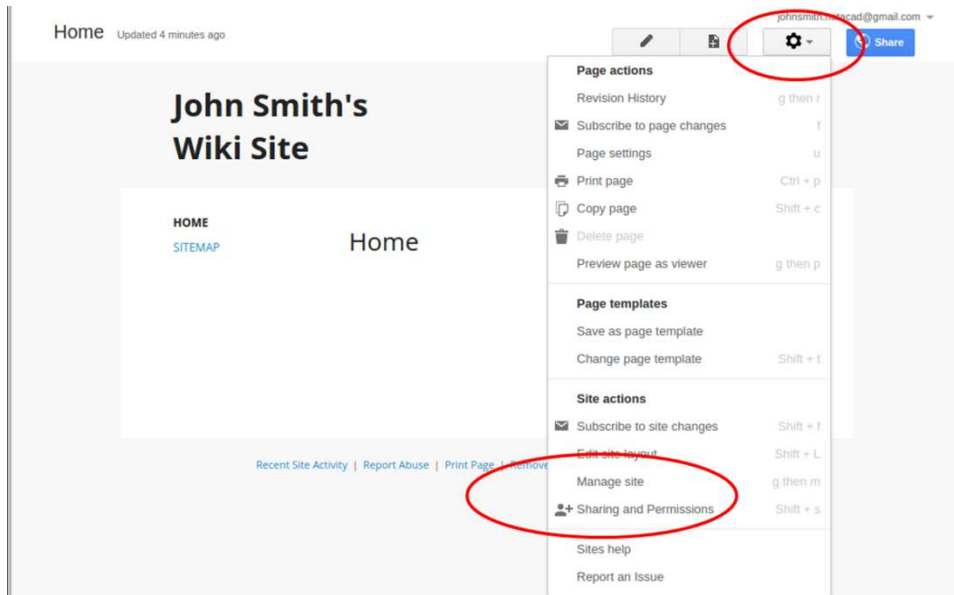 johnsmith.netacad@gmail.com
Home Updated 4 minutes ago
Share
John Smith's
Wiki Site
HOME
SITEMAP
Home
Page actions
Revision History g then r
Subscribe to page changes f
Page settings u
Print page Ctrl + p
Copy page Shift + c
Delete page
Preview page as viewer g then p
Page templates
Save as page template
Change page template Shift + t
Site actions
Subscribe to site changes Shift + f
Edit site layout Shift + L
Manage site g then m
Sharing and Permissions Shift + s
Sites help
Report an Issue
Recent Site Activity | Report Abuse | Print Page | Remove